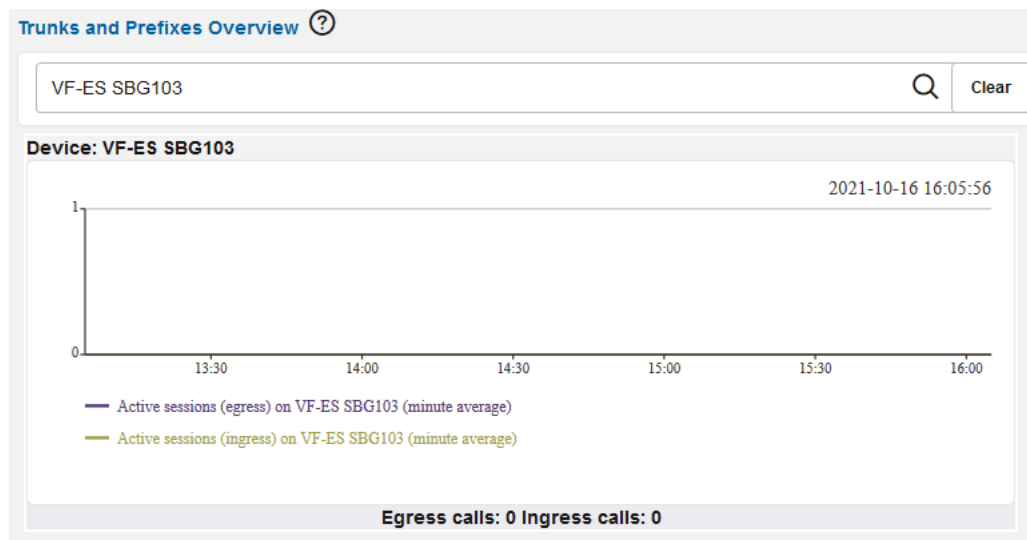 Trunks and Prefixes Overview ?
VF-ES SBG103
Clear
Device: VF-ES SBG103
2021-10-16 16:05:56
1
0
13:30 14:00 14:30 15:00 15:30 16:00
Active sessions (egress) on VF-ES SBG103 (minute average)
Active sessions (ingress) on VF-ES SBG103 (minute average)
Egress calls: 0 Ingress calls: 0